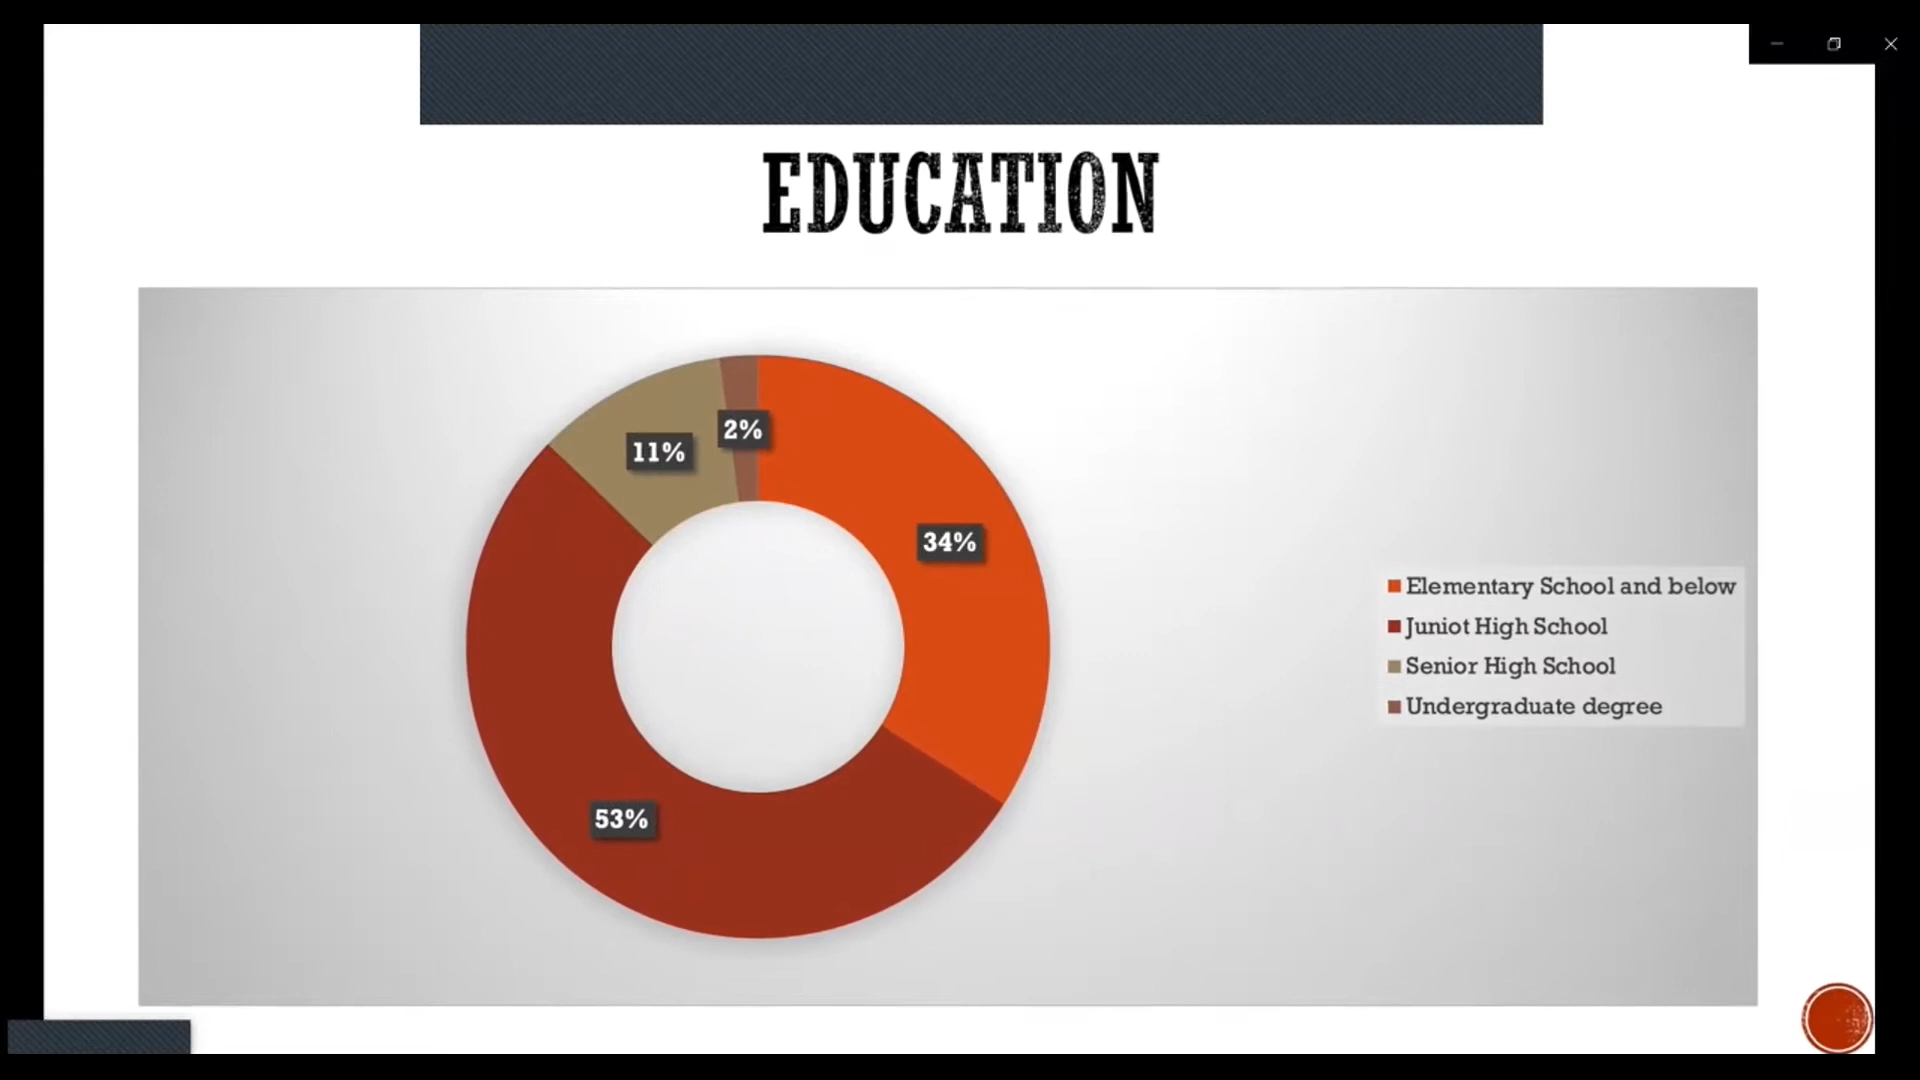 EDUCATION
2%
11%
34%
53%
Elementary School and below
Juniot High School
Senior High School
Undergraduate degree